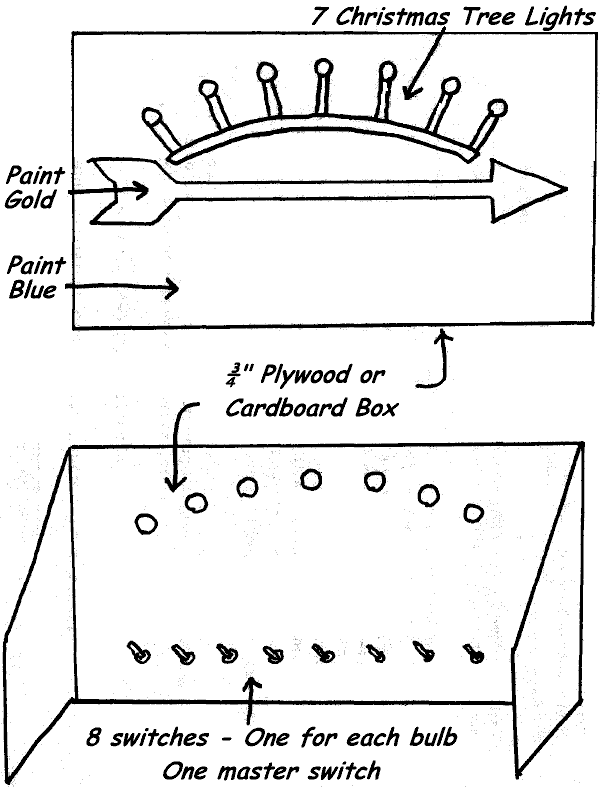 7 Christmas Tree Lights
Paint
Gold
Paint
Blue
3/4" Plywood or
Cardboard Box
8 switches - One for each bulb
One master switch